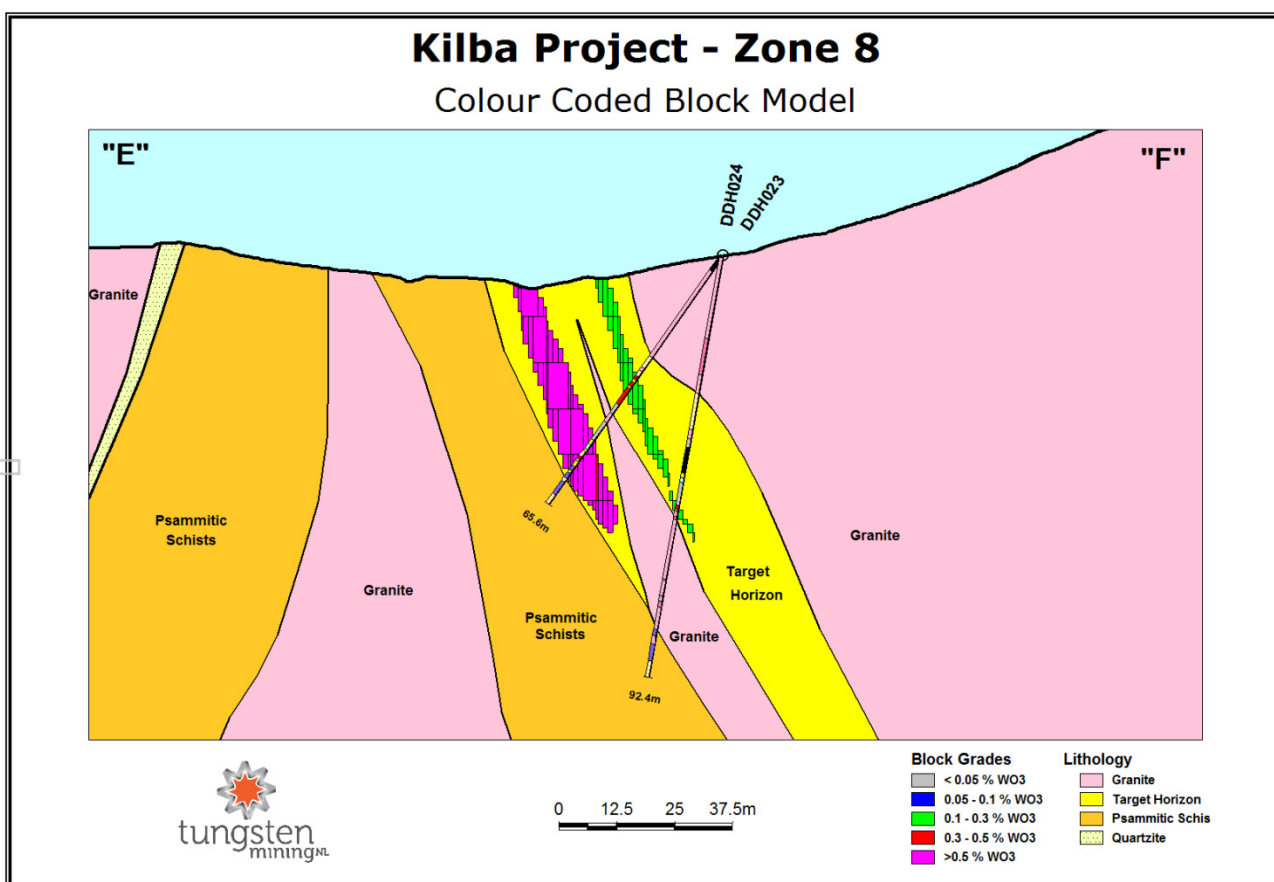 Kilba Project - Zone 8
Colour Coded Block Model
"E"
"F"
DDH024
DDH023
Granite
Psammitic
Schists
Granite
Psammitic
Schists
65.6m
92.4m
Granite
Target
Horizon
Granite
tungsten
miningNL
0 12.5 25 37.5m
Block Grades
< 0.05 % WO3
0.05 - 0.1 % WO3
0.1 - 0.3 % WO3
0.3 - 0.5 % WO3
>0.5 % WO3
Lithology
Granite
Target Horizon
Psammitic Schis
Quartzite